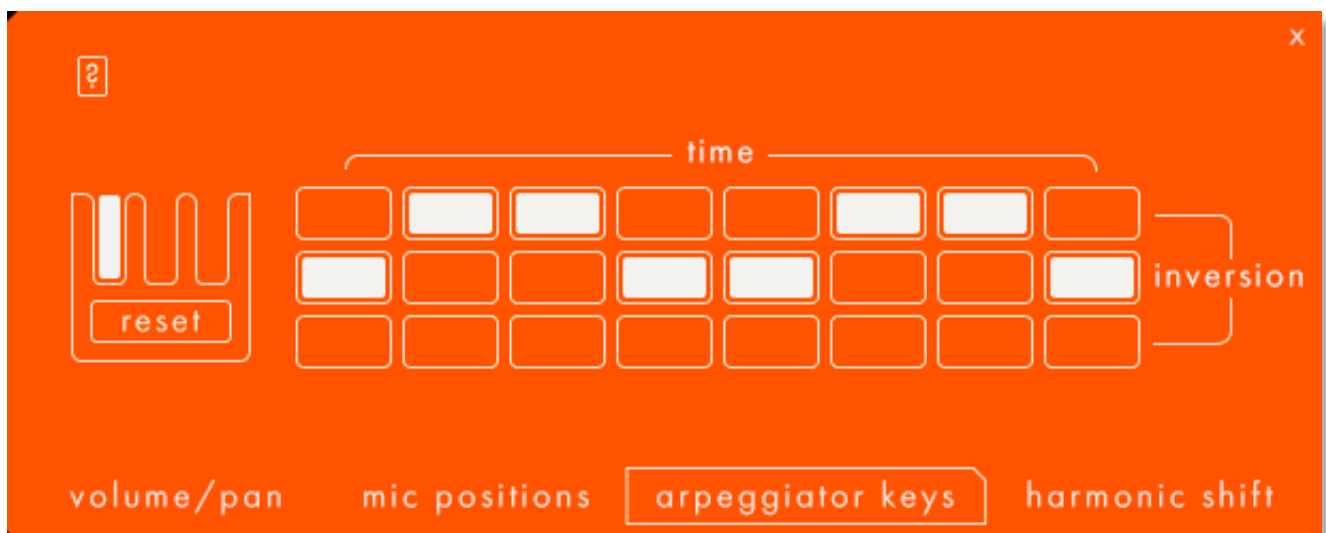 x
?
time
inversion
reset
volume/pan mic positions arpeggiator keys harmonic shift